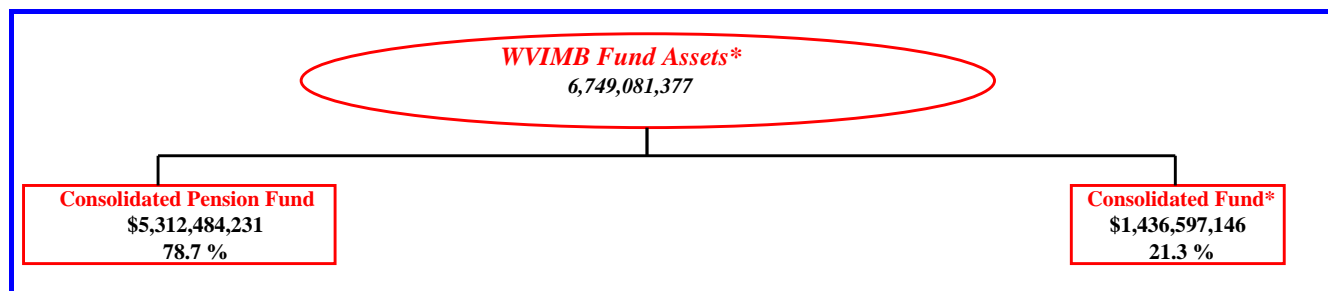 WVIMB Fund Assets*
6,749,081,377
Consolidated Pension Fund
$5,312,484,231
78.7 %
Consolidated Fund*
$1,436,597,146
21.3 %